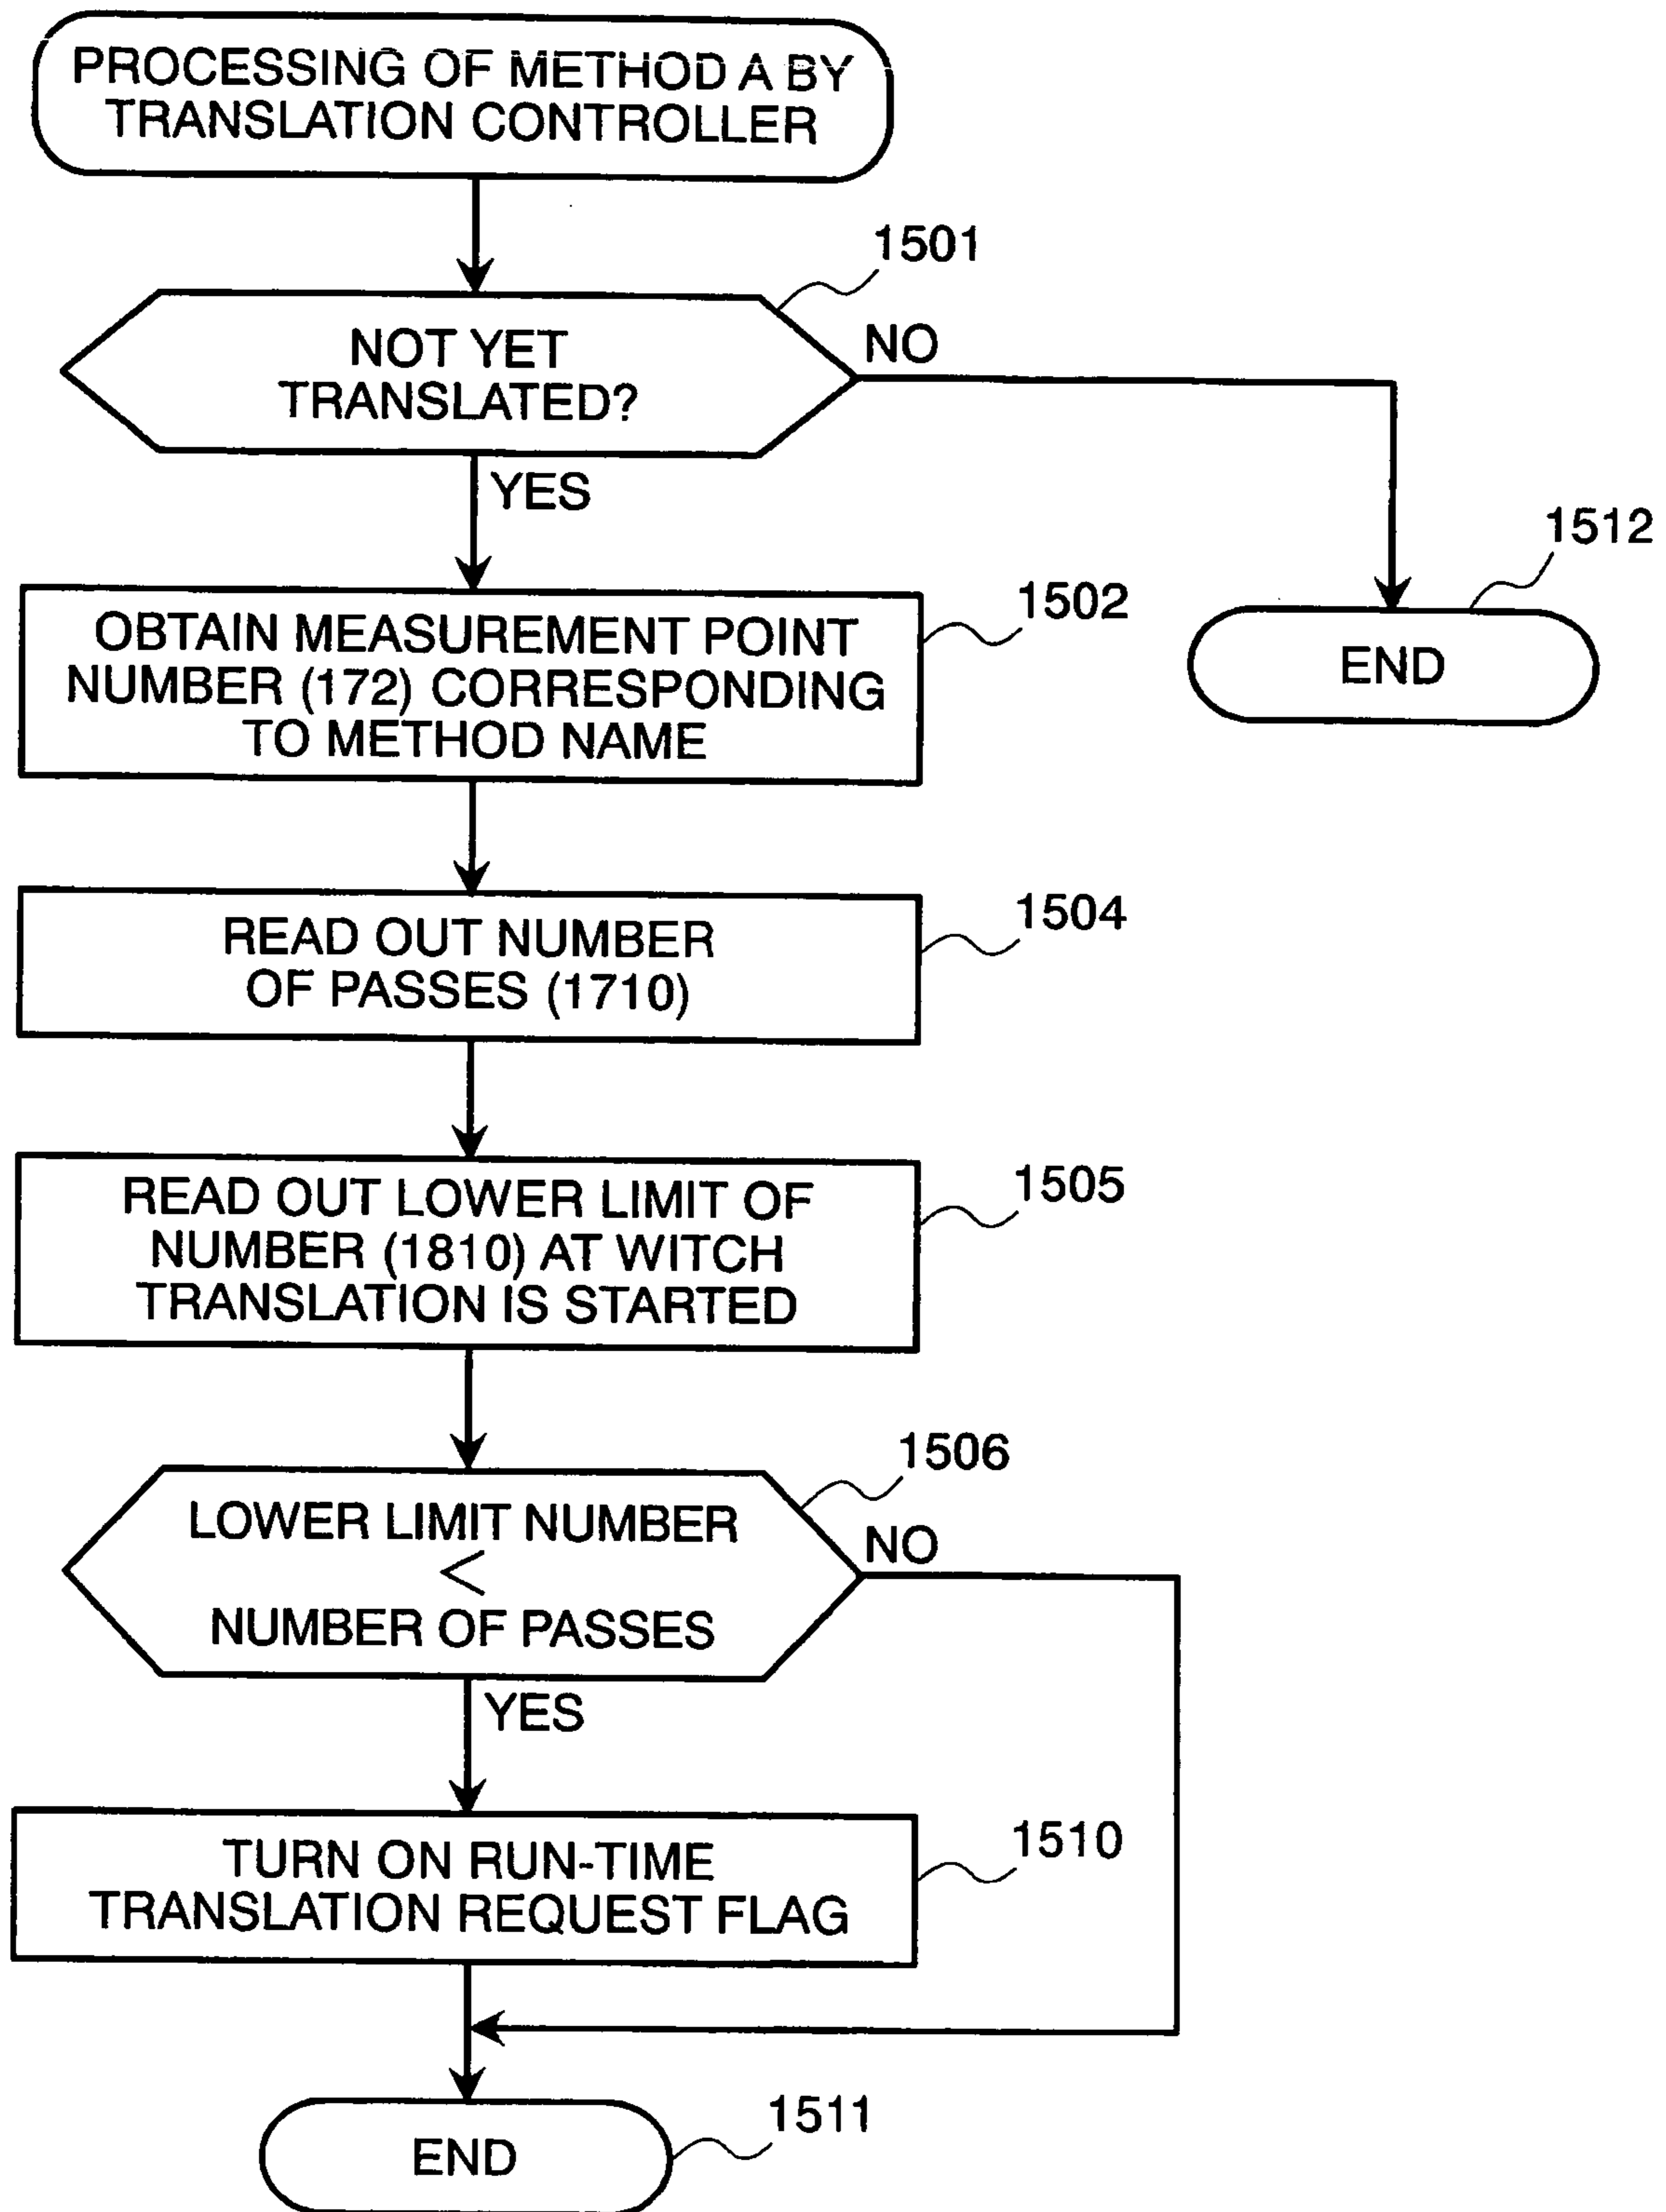 PROCESSING OF METHOD A BY
TRANSLATION CONTROLLER
1501
NOT YET
TRANSLATED?
NO
YES
1512
END
1502
OBTAIN MEASUREMENT POINT
NUMBER (172) CORRESPONDING
TO METHOD NAME
1504
READ OUT NUMBER
OF PASSES (1710)
1505
READ OUT LOWER LIMIT OF
NUMBER (1810) AT WITCH
TRANSLATION IS STARTED
1506
LOWER LIMIT NUMBER
<
NUMBER OF PASSES
NO
YES
1510
TURN ON RUN-TIME
TRANSLATION REQUEST FLAG
1511
END